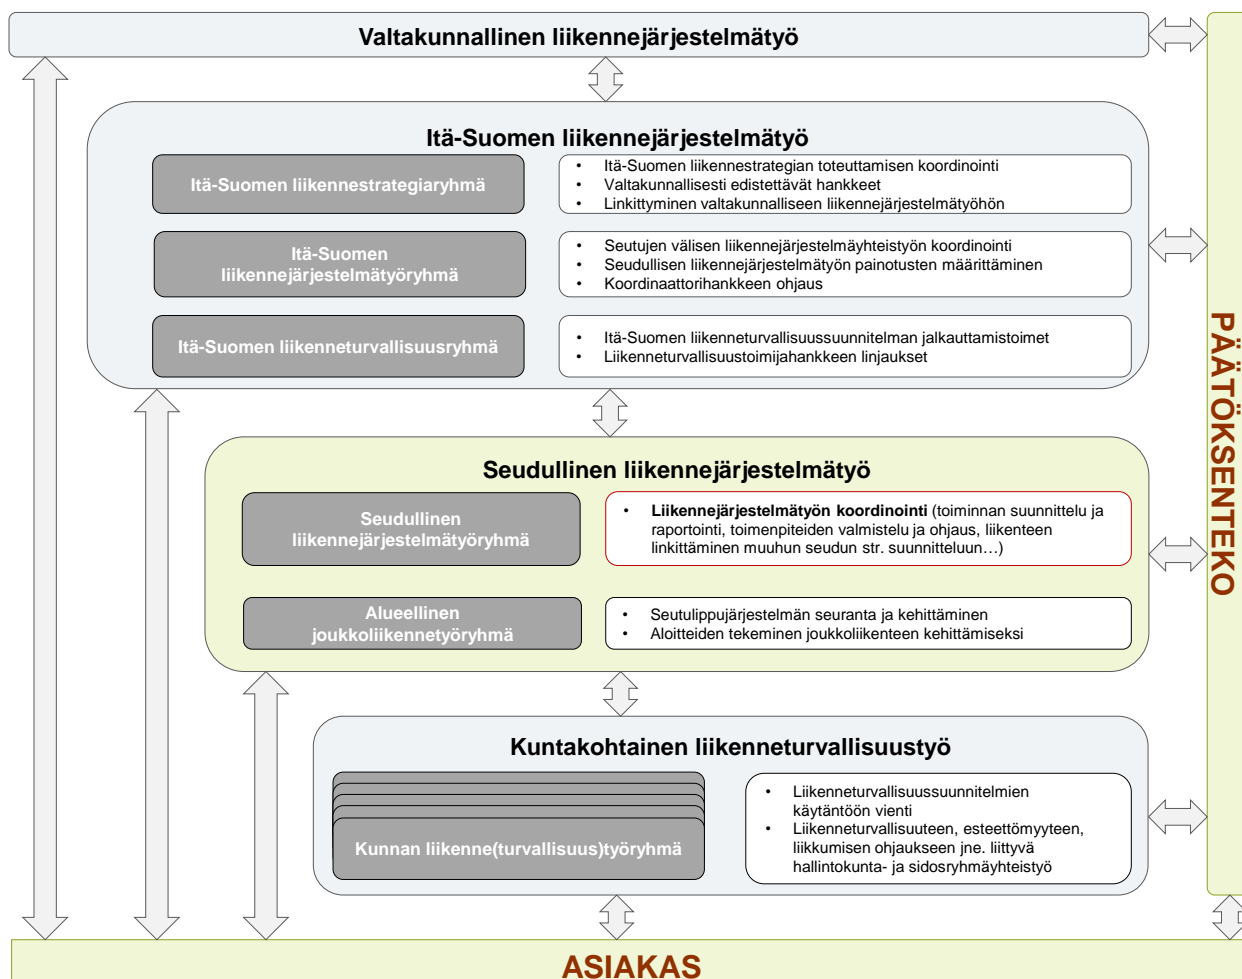 Valtakunnallinen liikennejärjestelmätyö
Itä-Suomen liikennejärjestelmätyö
Itä-Suomen liikennestrategiaryhmä
• Itä-Suomen liikennestrategian toteuttamisen koordinointi
• Valtakunnallisesti edistettävät hankkeet
• Linkittyminen valtakunnalliseen liikennejärjestelmätyöhön
Itä-Suomen
liikennejärjestelmätyöryhmä
• Seutujen välisen liikennejärjestelmäyhteistyön koordinointi
• Seudullisen liikennejärjestelmätyön painotusten määrittäminen
• Koordinaattorihankkeen ohjaus
Itä-Suomen liikenneturvallisuusryhmä
• Itä-Suomen liikenneturvallisuussuunnitelman jalkauttamistoimet
• Liikenneturvallisuustoimijahankkeen linjaukset
PÄÄTÖKSENTEKO
Seudullinen liikennejärjestelmätyö
Seudullinen
liikennejärjestelmätyöryhmä
• Liikennejärjestelmätyön koordinointi (toiminnan suunnittelu ja
raportointi, toimenpiteiden valmistelu ja ohjaus, liikenteen
linkittäminen muuhun seudun str. suunnitteluun…)
Alueellinen
joukkoliikennetyöryhmä
• Seutulippujärjestelmän seuranta ja kehittäminen
• Aloitteiden tekeminen joukkoliikenteen kehittämiseksi
Kuntakohtainen liikenneturvallisuustyö
Kunnan liikenne(turvallisuus)työryhmä
• Liikenneturvallisuussuunnitelmien
käytäntöön vienti
• Liikenneturvallisuuteen, esteettömyyteen,
liikkumisen ohjaukseen jne. liittyvä
hallintokunta- ja sidosryhmäyhteistyö
ASIAKAS